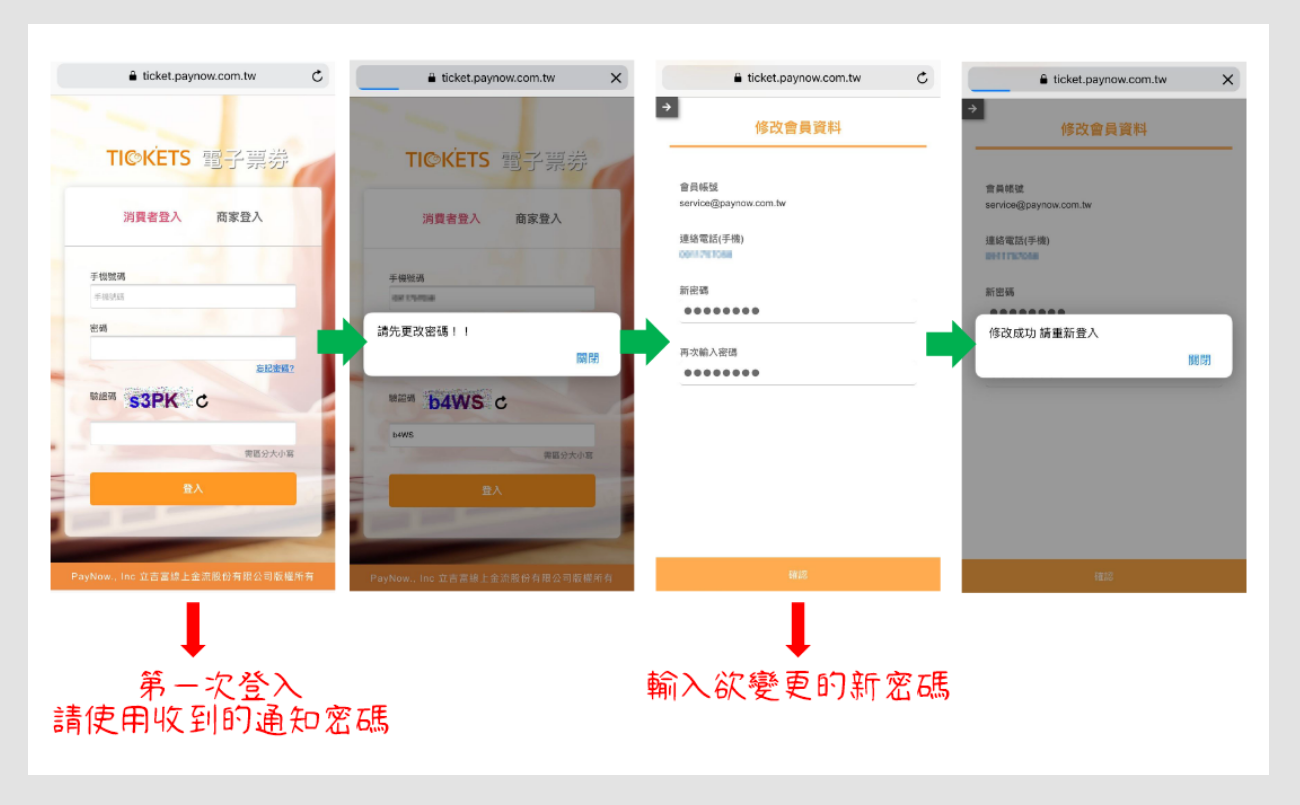 ticket.paynow.com.tw
TICKETS 電子票券
消費者登入 商家登入
手機號碼
手機號碼
密碼
忘記密碼?
驗證碼 s3PK
需區分大小寫
登入
PayNow., Inc 立吉富線上金流股份有限公司版權所有
第一次登入
請使用收到的通知密碼
ticket.paynow.com.tw
TICKETS 電子票券
消費者登入 商家登入
手機號碼
請先更改密碼！！
關閉
驗證碼 b4WS
b4WS
需區分大小寫
登入
PayNow., Inc 立吉富線上金流股份有限公司版權所有
ticket.paynow.com.tw
修改會員資料
會員帳號
service@paynow.com.tw
連絡電話(手機)
新密碼
再次輸入密碼
確認
輸入欲變更的新密碼
ticket.paynow.com.tw
修改會員資料
會員帳號
service@paynow.com.tw
連絡電話(手機)
新密碼
修改成功 請重新登入
關閉
確認